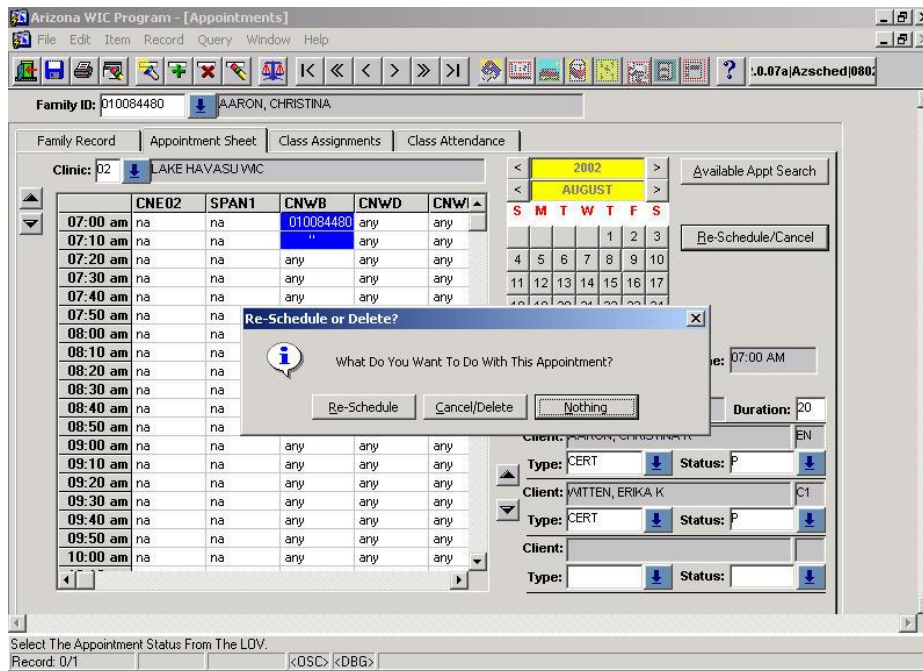 Arizona WIC Program - [Appointments]
File Edit Item Record Query Window Help
:.0.07a|Azsched|080:
Family ID: 010084480 AARON, CHRISTINA
Family Record Appointment Sheet Class Assignments Class Attendance
Clinic: 02 LAKE HAVASU WIC
< 2002 >
Available Appt Search
< AUGUST >
CNE02 SPAN1 CNWB CNWD
S M T W T F S
07:00 am na na 010084480 any any
1 2 3
Re-Schedule/Cancel
07:10 am na na " any any
07:20 am na na any any any
4 5 6 7 8 9 10
07:30 am na na any any any
11 12 13 14 15 16 17
07:40 am na na any any any
07:50 am na na
Re-Schedule or Delete?
08:00 am na na
08:10 am na na
What Do You Want To Do With This Appointment?
e: 07:00 AM
08:20 am na na
08:30 am na na
08:40 am na na
Re-Schedule Cancel/Delete Nothing
Duration: 20
08:50 am na na
09:00 am na na any any any
Client: AARON, CHRISTINA R EN
09:10 am na na any any any
Type: CERT Status: P
09:20 am na na any any any
09:30 am na na any any any
Client: WITTEN, ERIKA K C1
09:40 am na na any any any
Type: CERT Status: P
09:50 am na na any any any
Client:
10:00 am na na any any any
Type: Status:
Select The Appointment Status From The LOV.
Record: 0/1 <OSC> <DBG>